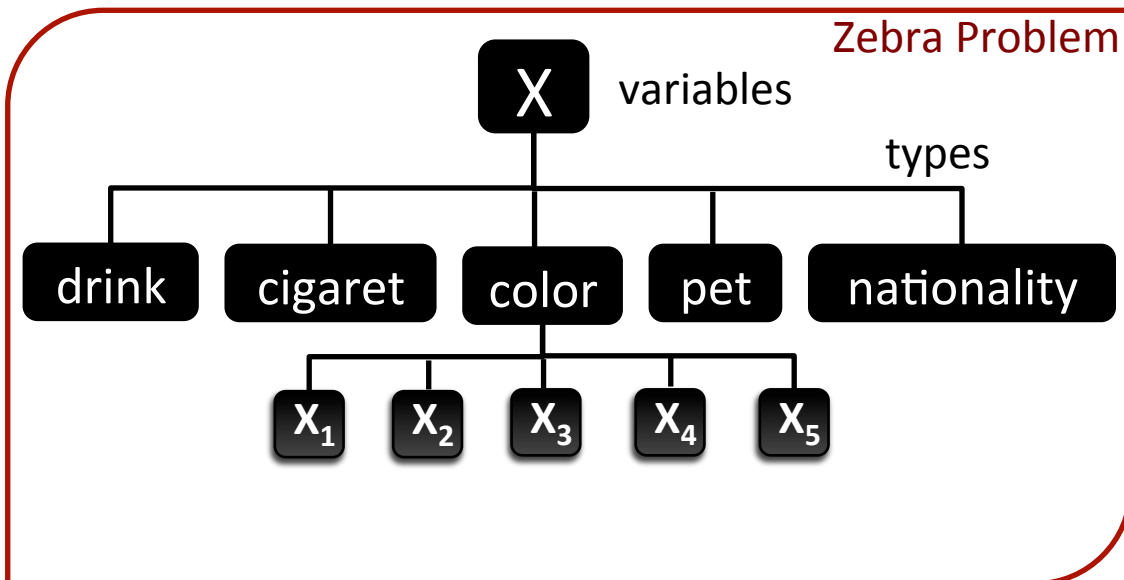 Zebra Problem
X
variables
types
drink
cigaret
color
pet
nationality
X₁
X₂
X₃
X₄
X₅